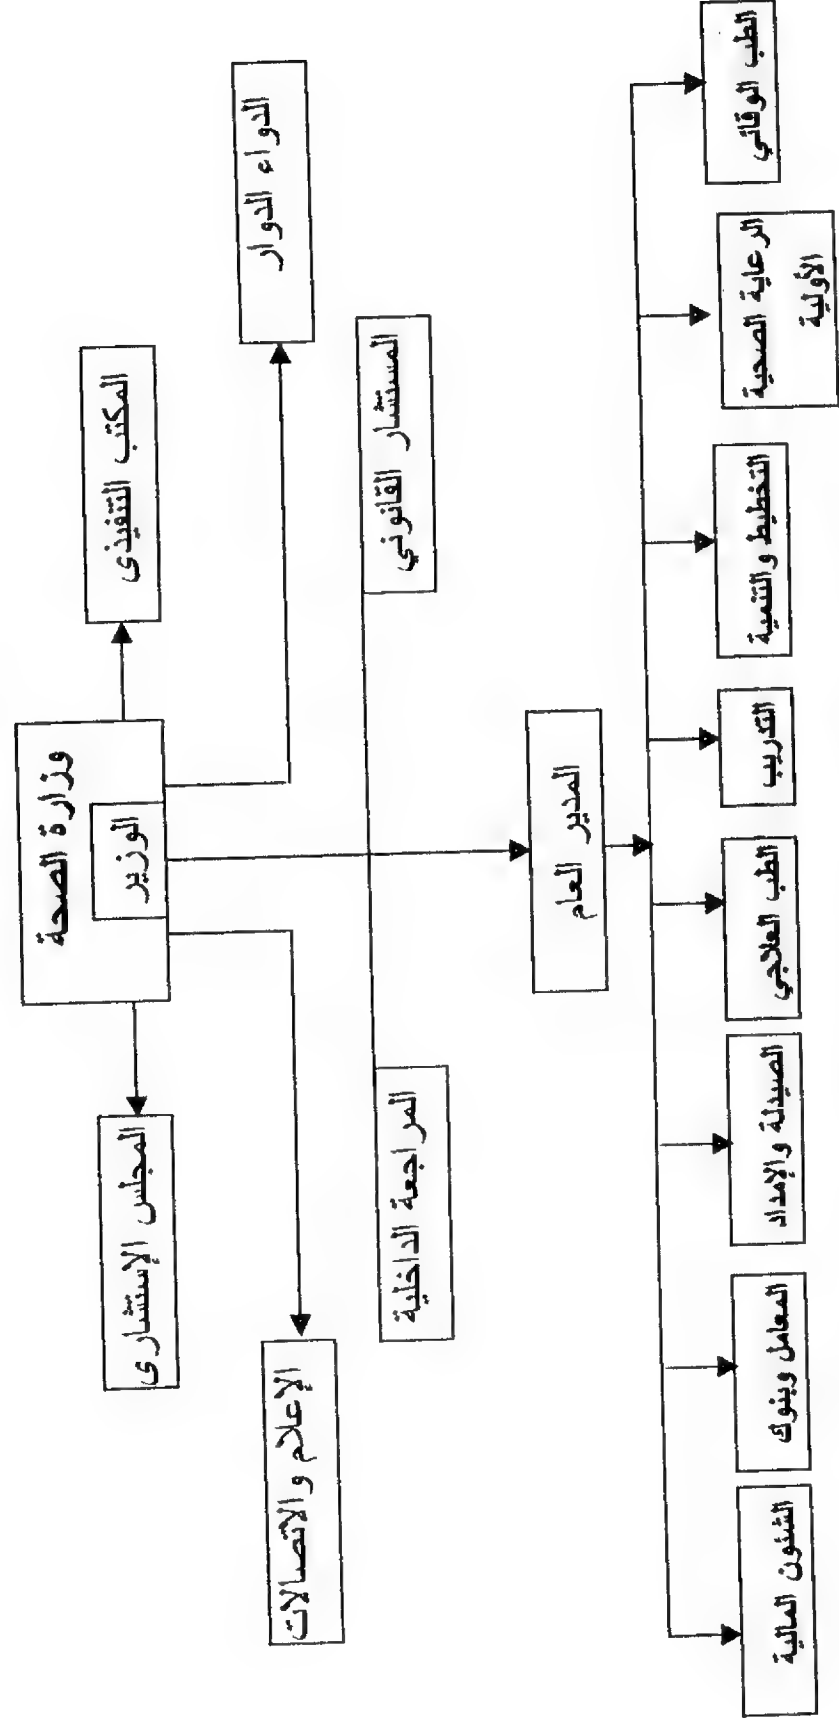 وزارة الصحة
الوزير
المكتب التنفيذى
المجلس الإستشارى
الدواء الدوار
الإعلام والاتصالات
المستشار القانوني
المراجعة الداخلية
المدير العام
الطب الوقائي
الرعاية الصحية
الأولية
التخطيط والتنمية
التدريب
الطب العلاجي
الصيدلة والإمداد
المعامل وبنوك
الشئون المالية